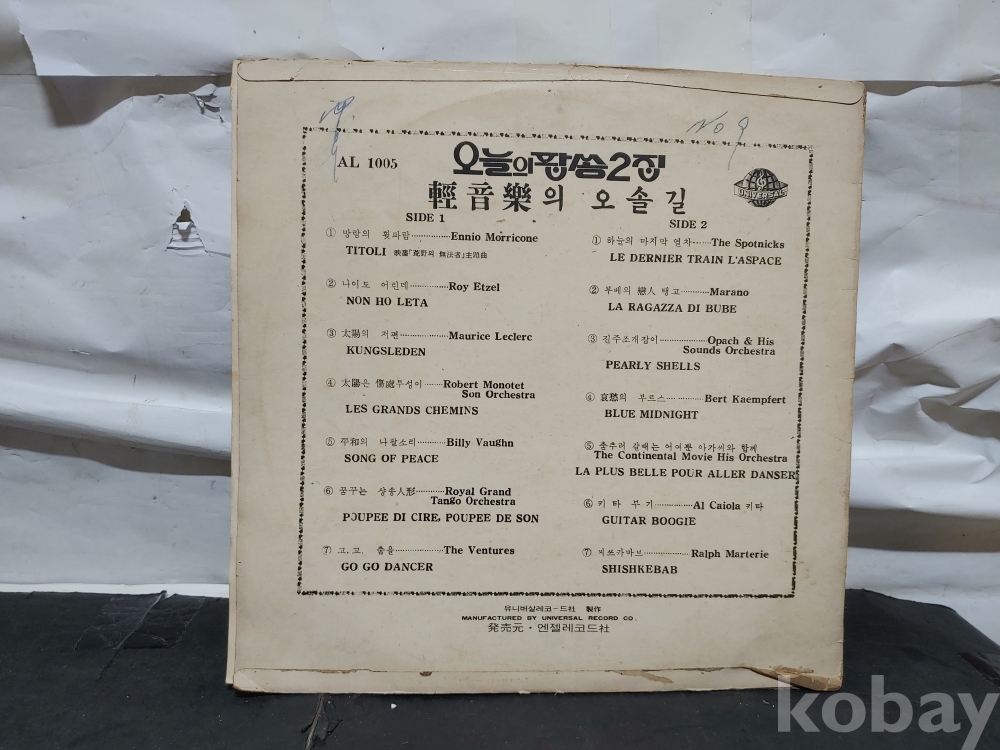 No 9
AL 1005
오늘의 황쏭 2집
輕音樂의 오솔길
UNIVERSAL
SIDE 1
① 방랑의 휫파람……………Ennio Morricone
TITOLI 映畵「荒野의 無法者」主題曲
② 나이도 어린데……………Roy Etzel
NON HO LETA
③ 太陽의 저편………………Maurice Leclerc
KUNGSLEDEN
④ 太陽은 傷處투성이……Robert Monotet
Son Orchestra
LES GRANDS CHEMINS
⑤ 平和의 나팔소리…………Billy Vaughn
SONG OF PEACE
⑥ 꿈꾸는 샹송人形…………Royal Grand
Tango Orchestra
POUPEE DI CIRE, POUPEE DE SON
⑦ 고.고. 춤을………………The Ventures
GO GO DANCER
SIDE 2
① 하늘의 마지막 열차……The Spotnicks
LE DERNIER TRAIN L'ASPACE
② 부베의 戀人 탱고…………Marano
LA RAGAZZA DI BUBE
③ 진주조개잡이………………Opach & His
Sounds Orchestra
PEARLY SHELLS
④ 哀愁의 부르스……………Bert Kaempfert
BLUE MIDNIGHT
⑤ 춤추러 갈때는 어여쁜 아가씨와 함께
The Continental Movie His Orchestra
LA PLUS BELLE POUR ALLER DANSER
⑥ 키타 부기………………Al Caiola 키타
GUITAR BOOGIE
⑦ 씨쓰카바브………………Ralph Marterie
SHISHKEBAB
유니버살레코-드社 製作
MANUFACTURED BY UNIVERSAL RECORD CO.
発売元・엔젤레코드社
kobay